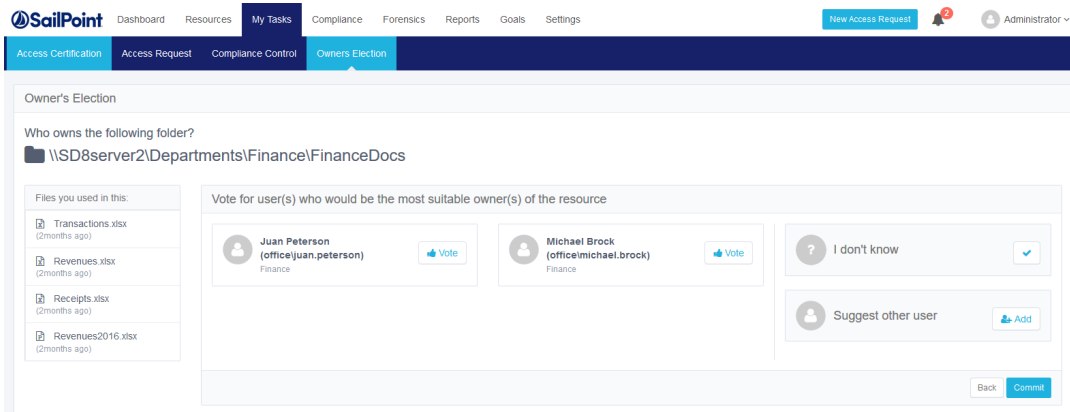 SailPoint Dashboard Resources My Tasks Compliance Forensics Reports Goals Settings New Access Request 2 Administrator
Access Certification Access Request Compliance Control Owners Election
Owner's Election
Who owns the following folder?
\\SD8server2\Departments\Finance\FinanceDocs
Files you used in this:
Transactions.xlsx
(2months ago)
Revenues.xlsx
(2months ago)
Receipts.xlsx
(2months ago)
Revenues2016.xlsx
(2months ago)
Vote for user(s) who would be the most suitable owner(s) of the resource
Juan Peterson
(office\juan.peterson)
Finance
Vote
Michael Brock
(office\michael.brock)
Finance
Vote
? I don't know
Suggest other user Add
Back Commit